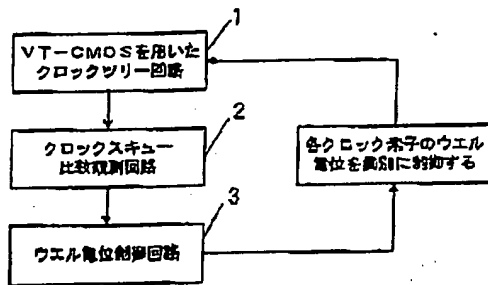 1
VT-CMOSを用いた
クロックツリー回路
2
クロックスキュー
比較観測回路
3
ウエル電位制御回路
各クロック素子のウエル
電位を個別に制御する